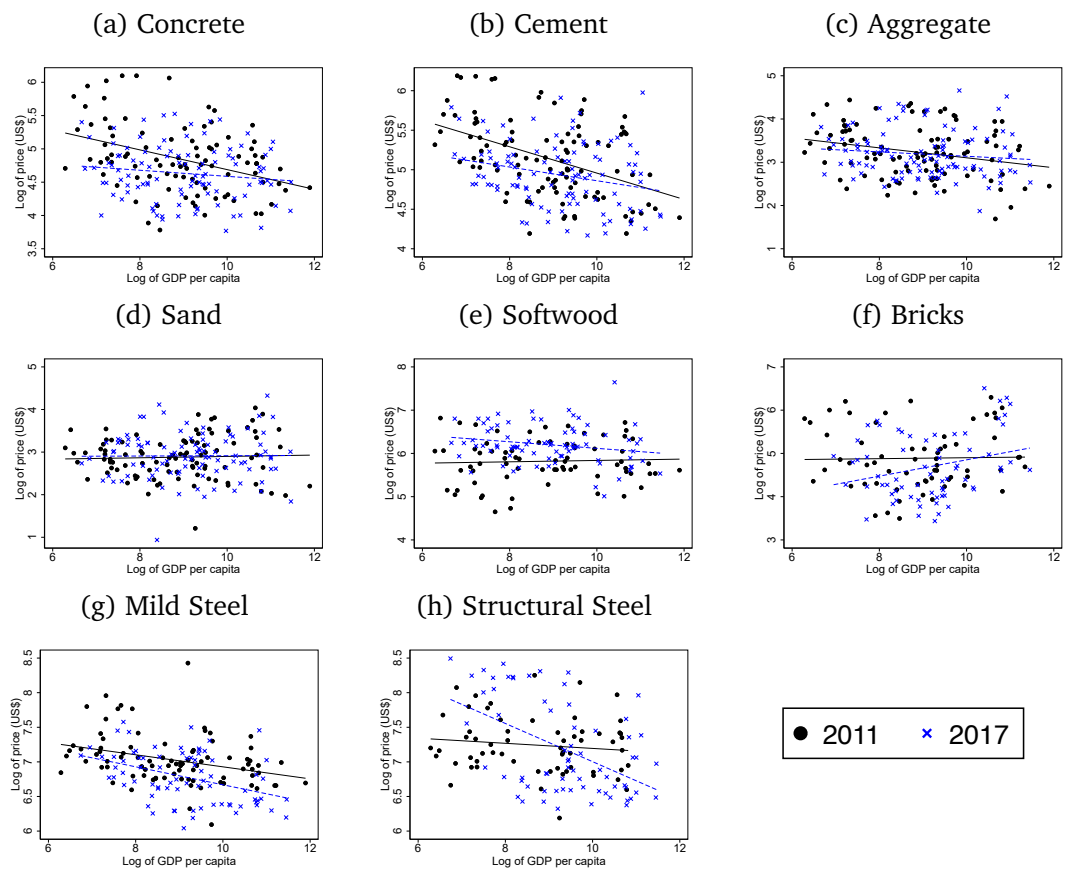 (a) Concrete
(b) Cement
(c) Aggregate
Log of price (US$)
3.5 4 4.5 5 5.5 6
6 8 10 12
Log of GDP per capita
Log of price (US$)
4 4.5 5 5.5 6
6 8 10 12
Log of GDP per capita
Log of price (US$)
1 2 3 4 5
6 8 10 12
Log of GDP per capita
(d) Sand
(e) Softwood
(f) Bricks
Log of price (US$)
1 2 3 4 5
6 8 10 12
Log of GDP per capita
Log of price (US$)
4 5 6 7 8
6 8 10 12
Log of GDP per capita
Log of price (US$)
3 4 5 6 7
6 8 10 12
Log of GDP per capita
(g) Mild Steel
(h) Structural Steel
Log of price (US$)
6 6.5 7 7.5 8 8.5
6 8 10 12
Log of GDP per capita
Log of price (US$)
6 6.5 7 7.5 8 8.5
6 8 10 12
Log of GDP per capita
2011 2017